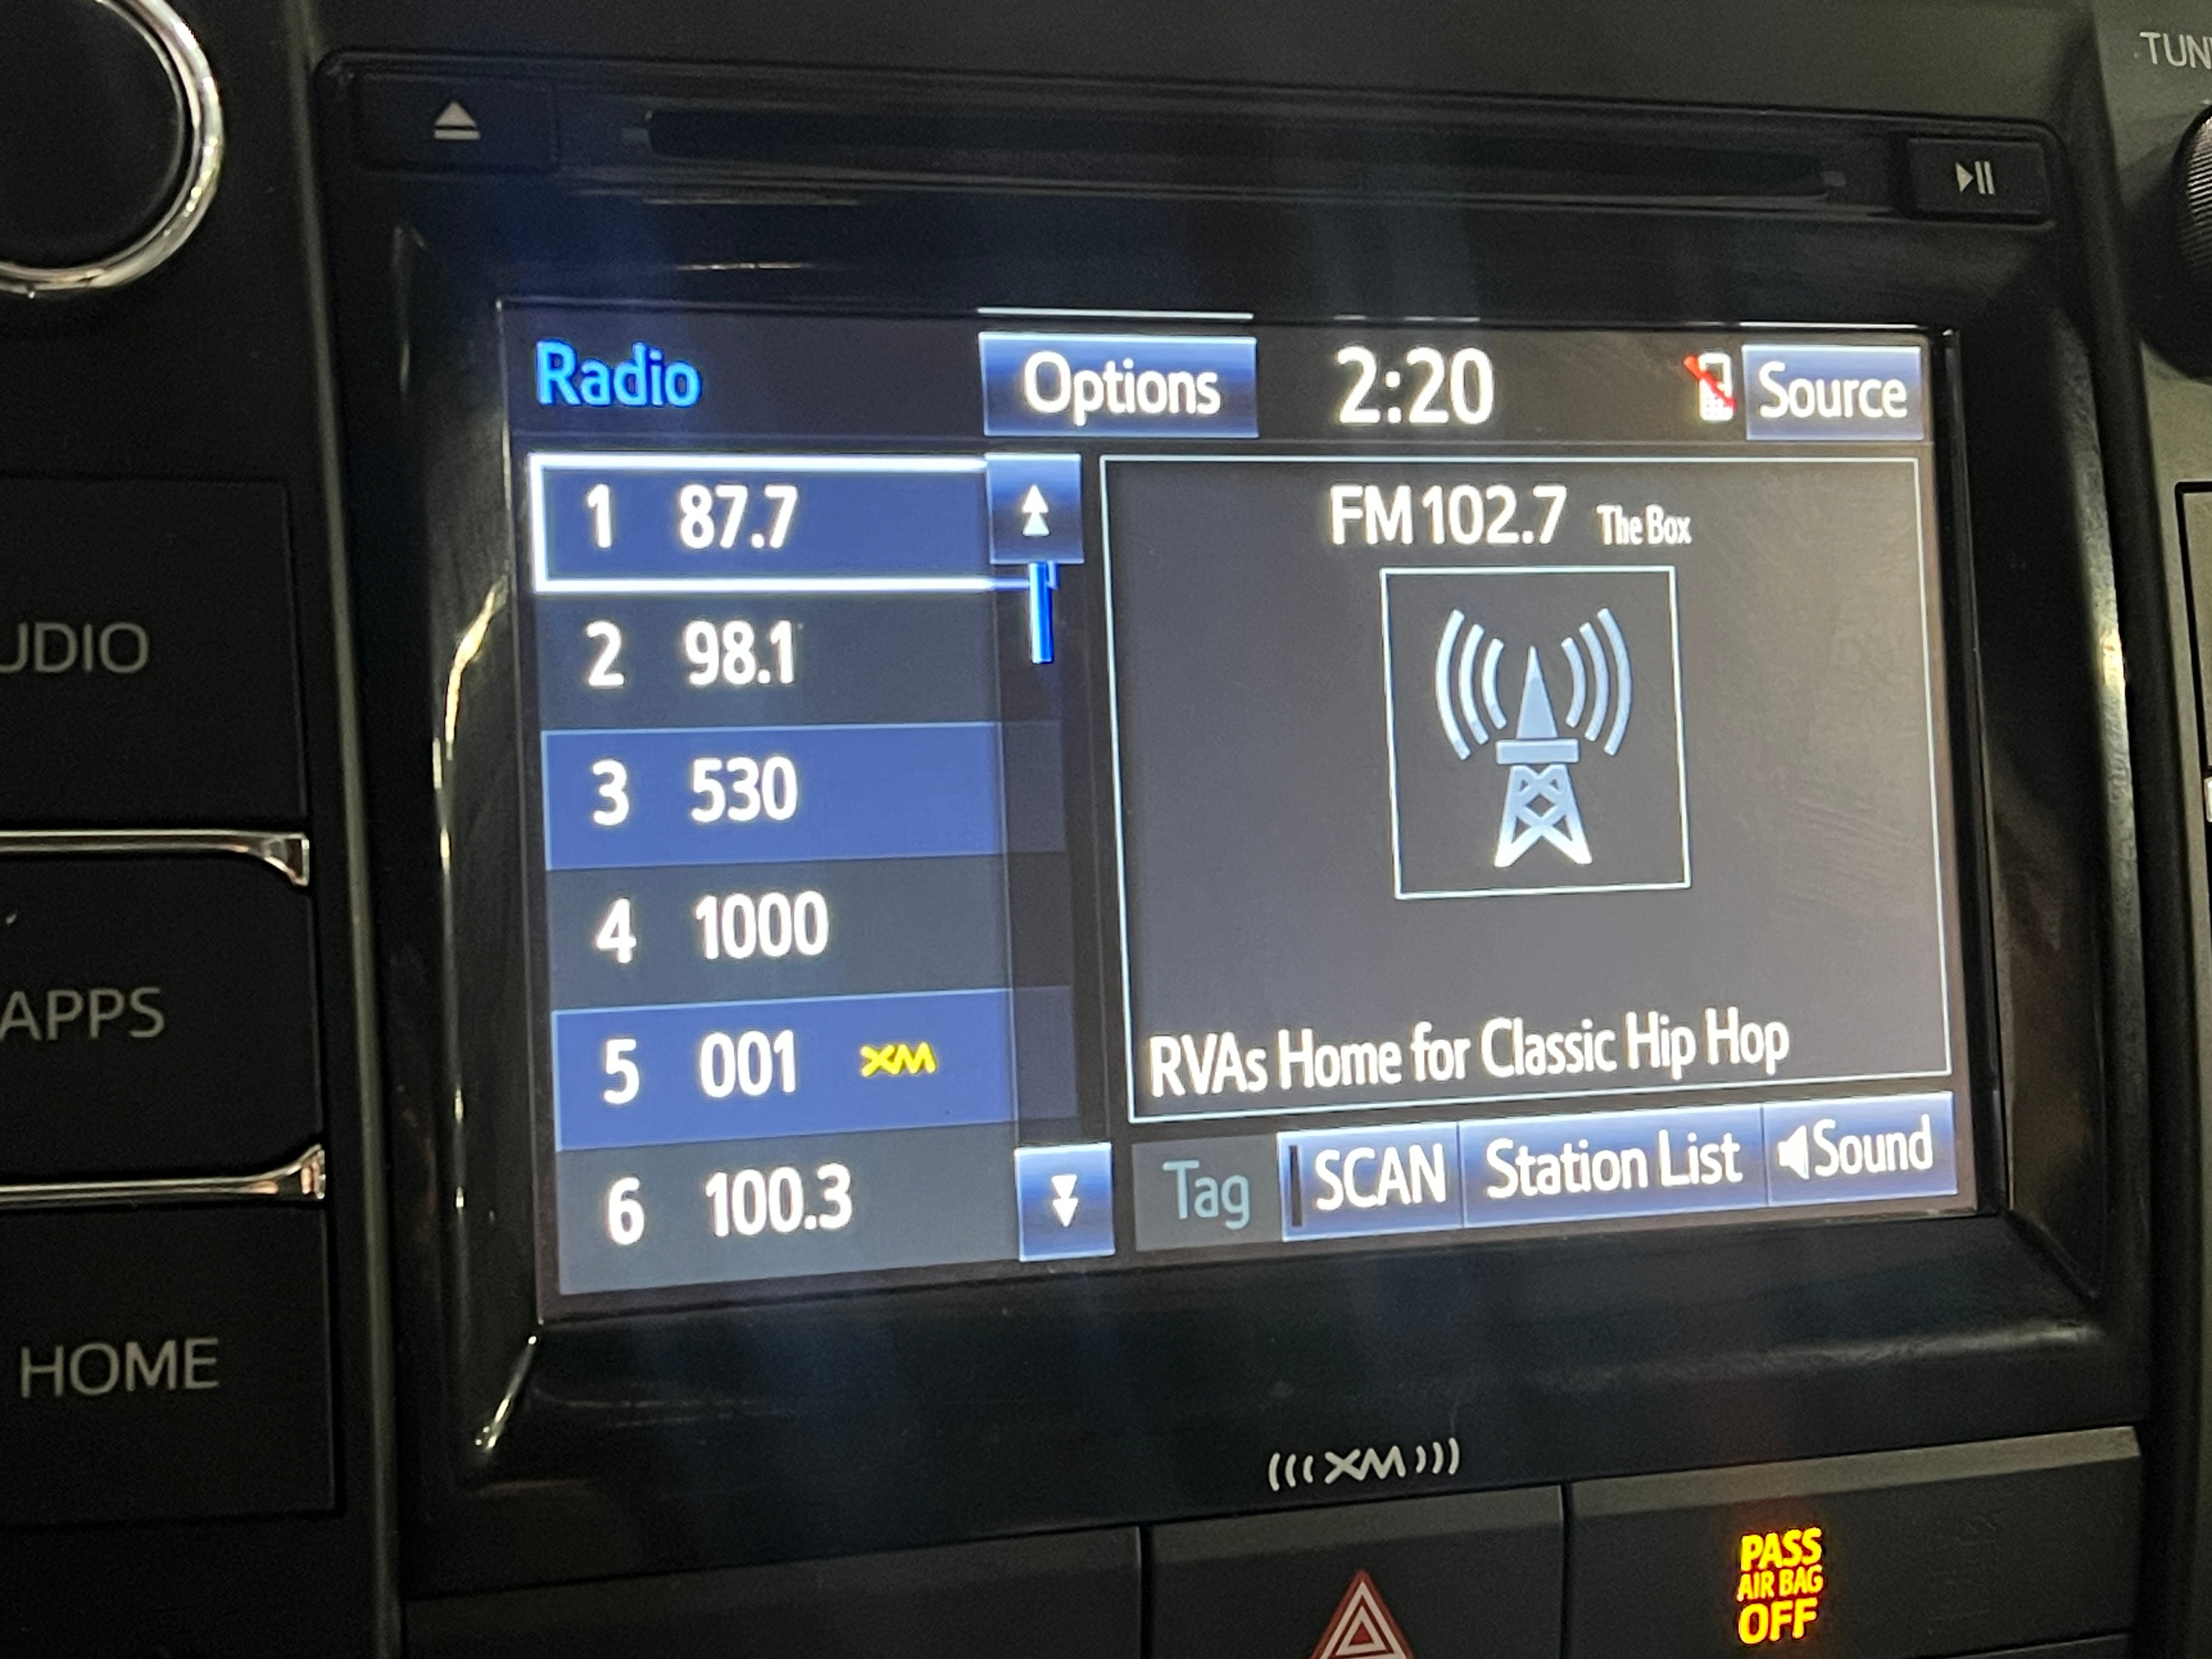 TUN
Radio
Options
2:20
Source
1 87.7
2 98.1
3 530
4 1000
5 001 XM
6 100.3
FM 102.7 The Box
RVAs Home for Classic Hip Hop
Tag
SCAN
Station List
Sound
UDIO
APPS
HOME
(((XM)))
PASS
AIR BAG
OFF